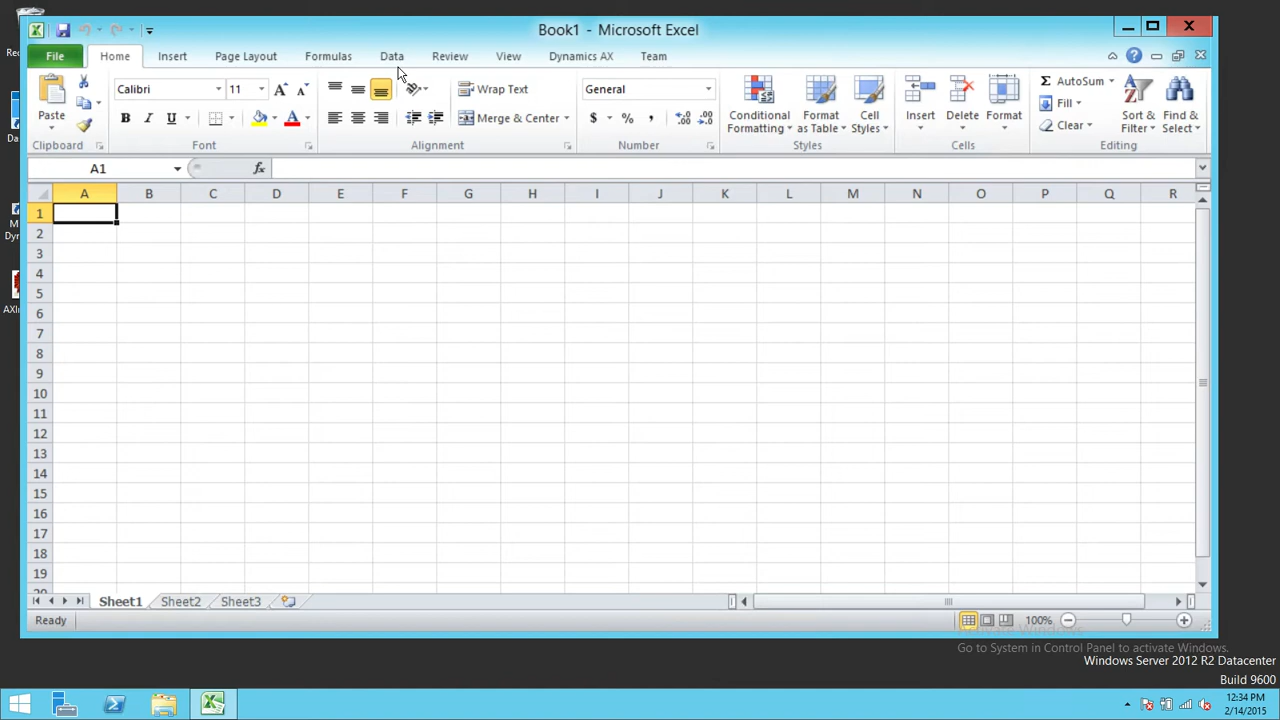 Book1 - Microsoft Excel
File Home Insert Page Layout Formulas Data Review View Dynamics AX Team
Calibri 11 Wrap Text General AutoSum
Fill
Paste B I U Merge & Center $ % , Conditional Formatting Format as Table Cell Styles Insert Delete Format Clear Sort & Filter Find & Select
Clipboard Font Alignment Number Styles Cells Editing
A1 fx
A B C D E F G H I J K L M N O P Q R
1
2
3
4
5
6
7
8
9
10
11
12
13
14
15
16
17
18
19
Sheet1 Sheet2 Sheet3
Ready 100%
Activate Windows
Go to System in Control Panel to activate Windows.
Windows Server 2012 R2 Datacenter
Build 9600
12:34 PM
2/14/2015